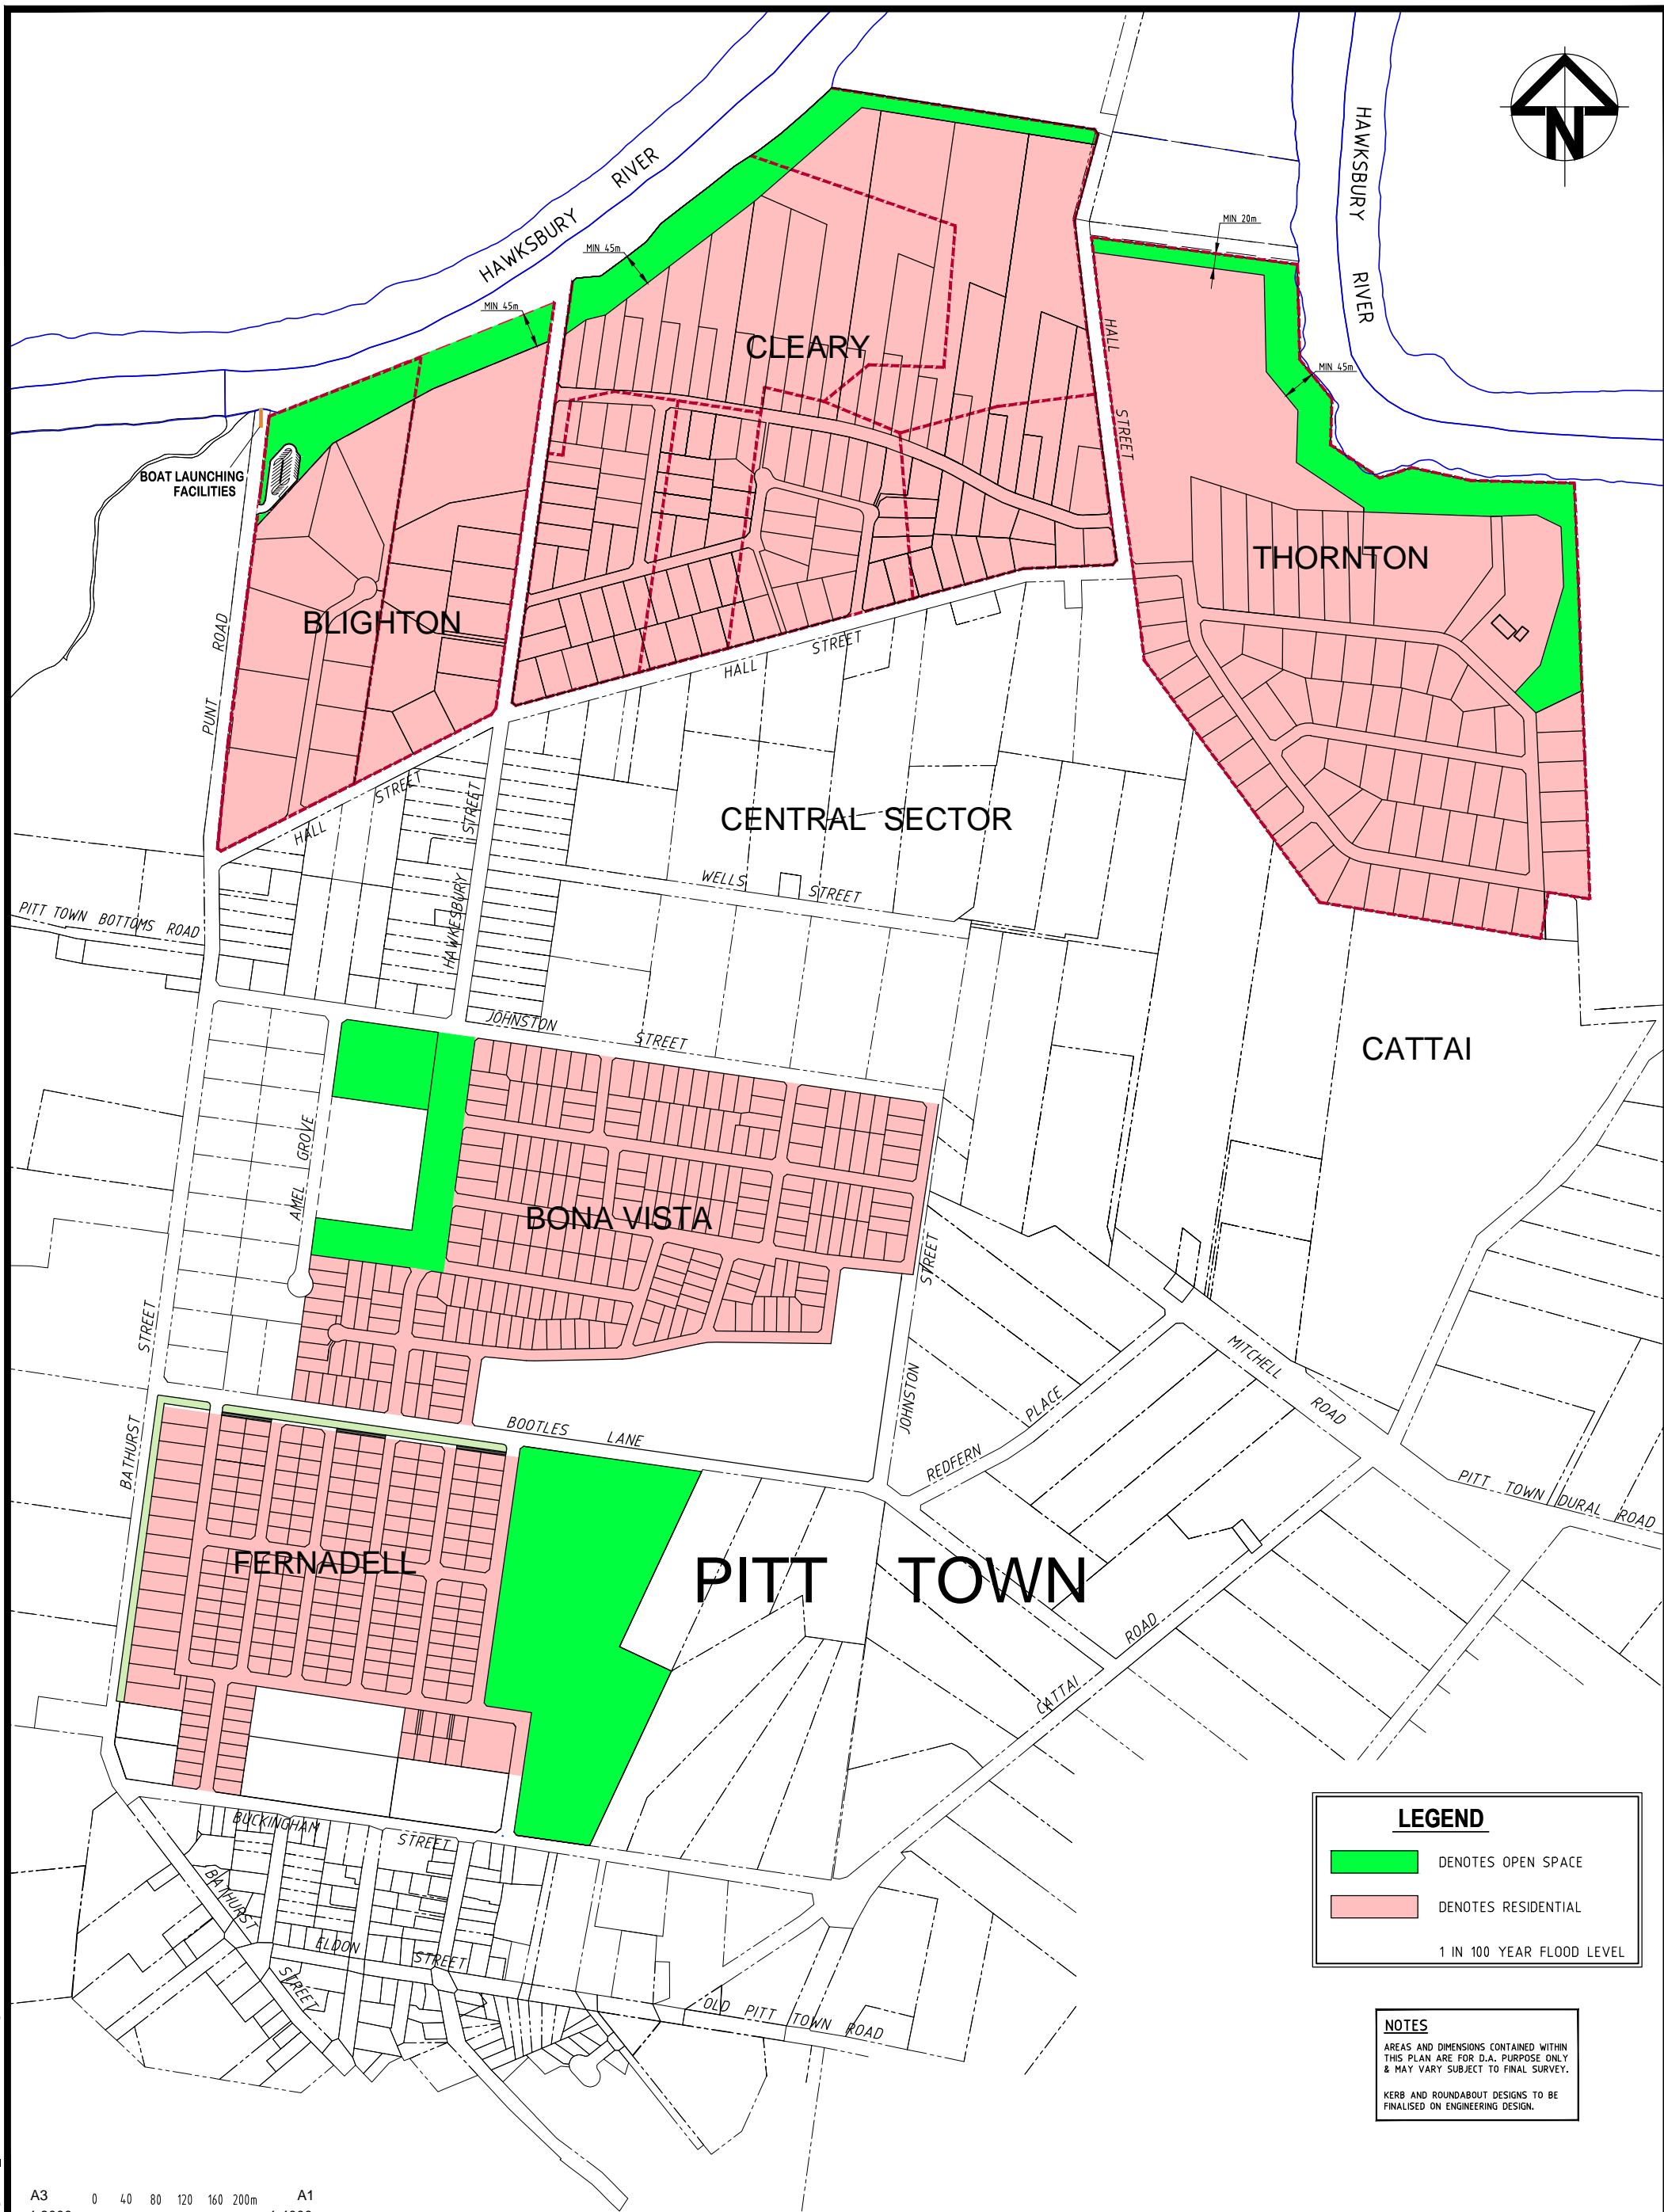 N
HAWKSBURY RIVER
HAWKSBURY RIVER
MIN 20m
MIN 45m
MIN 45m
MIN 45m
CLEARY
HALL STREET
BOAT LAUNCHING
FACILITIES
THORNTON
BLIGHTON
PUNT ROAD
HALL STREET
HALL STREET
HAWKESBURY STREET
CENTRAL SECTOR
WELLS STREET
PITT TOWN BOTTOMS ROAD
JOHNSTON STREET
CATTAI
AMEL GROVE
BONA VISTA
JOHNSTON STREET
BATHURST STREET
MITCHELL ROAD
REDFERN PLACE
BOOTLES LANE
PITT TOWN DURAL ROAD
FERNADELL
PITT TOWN
CATTAI ROAD
BUCKINGHAM STREET
BATHURST STREET
ELDON STREET
OLD PITT TOWN ROAD
LEGEND
DENOTES OPEN SPACE
DENOTES RESIDENTIAL
1 IN 100 YEAR FLOOD LEVEL
NOTES
AREAS AND DIMENSIONS CONTAINED WITHIN
THIS PLAN ARE FOR D.A. PURPOSE ONLY
& MAY VARY SUBJECT TO FINAL SURVEY.
KERB AND ROUNDABOUT DESIGNS TO BE
FINALISED ON ENGINEERING DESIGN.
A3 0 40 80 120 160 200m A1